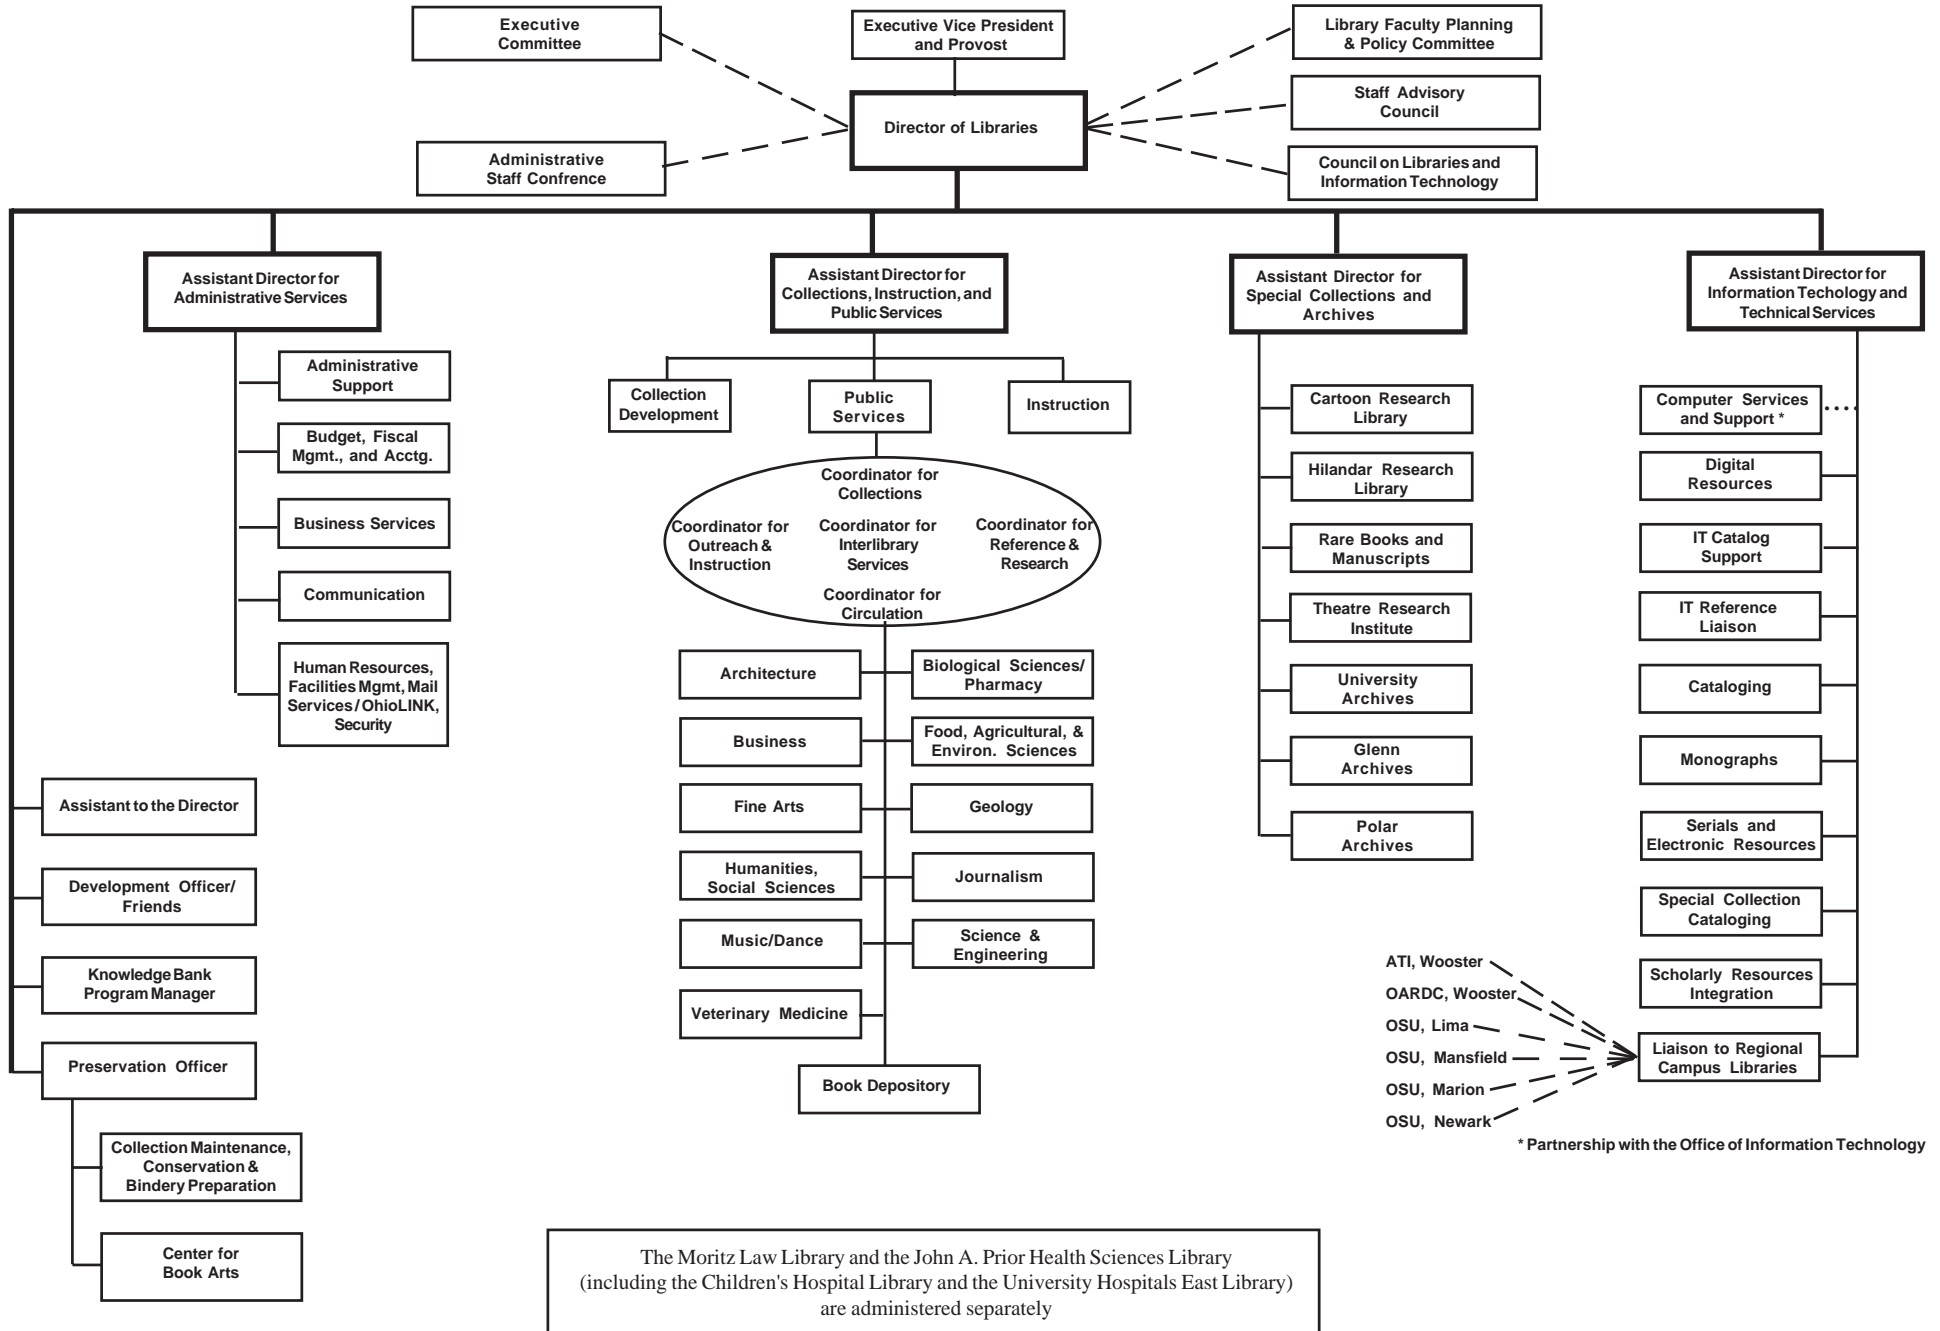 Executive
Committee
Executive Vice President
and Provost
Library Faculty Planning
& Policy Committee
Staff Advisory
Council
Director of Libraries
Administrative
Staff Confrence
Council on Libraries and
Information Technology
Assistant Director for
Administrative Services
Assistant Director for
Collections, Instruction, and
Public Services
Assistant Director for
Special Collections and
Archives
Assistant Director for
Information Techology and
Technical Services
Administrative
Support
Budget, Fiscal
Mgmt., and Acctg.
Business Services
Communication
Human Resources,
Facilities Mgmt, Mail
Services / OhioLINK,
Security
Assistant to the Director
Development Officer/
Friends
Knowledge Bank
Program Manager
Preservation Officer
Collection Maintenance,
Conservation &
Bindery Preparation
Center for
Book Arts
Collection
Development
Public
Services
Instruction
Coordinator for
Collections
Coordinator for
Outreach &
Instruction
Coordinator for
Interlibrary
Services
Coordinator for
Reference &
Research
Coordinator for
Circulation
Architecture
Biological Sciences/
Pharmacy
Business
Food, Agricultural, &
Environ. Sciences
Fine Arts
Geology
Humanities,
Social Sciences
Journalism
Music/Dance
Science &
Engineering
Veterinary Medicine
Book Depository
Cartoon Research
Library
Hilandar Research
Library
Rare Books and
Manuscripts
Theatre Research
Institute
University
Archives
Glenn
Archives
Polar
Archives
Computer Services
and Support *
Digital
Resources
IT Catalog
Support
IT Reference
Liaison
Cataloging
Monographs
Serials and
Electronic Resources
Special Collection
Cataloging
Scholarly Resources
Integration
Liaison to Regional
Campus Libraries
ATI, Wooster
OARDC, Wooster
OSU, Lima
OSU, Mansfield
OSU, Marion
OSU, Newark
* Partnership with the Office of Information Technology
The Moritz Law Library and the John A. Prior Health Sciences Library
(including the Children's Hospital Library and the University Hospitals East Library)
are administered separately